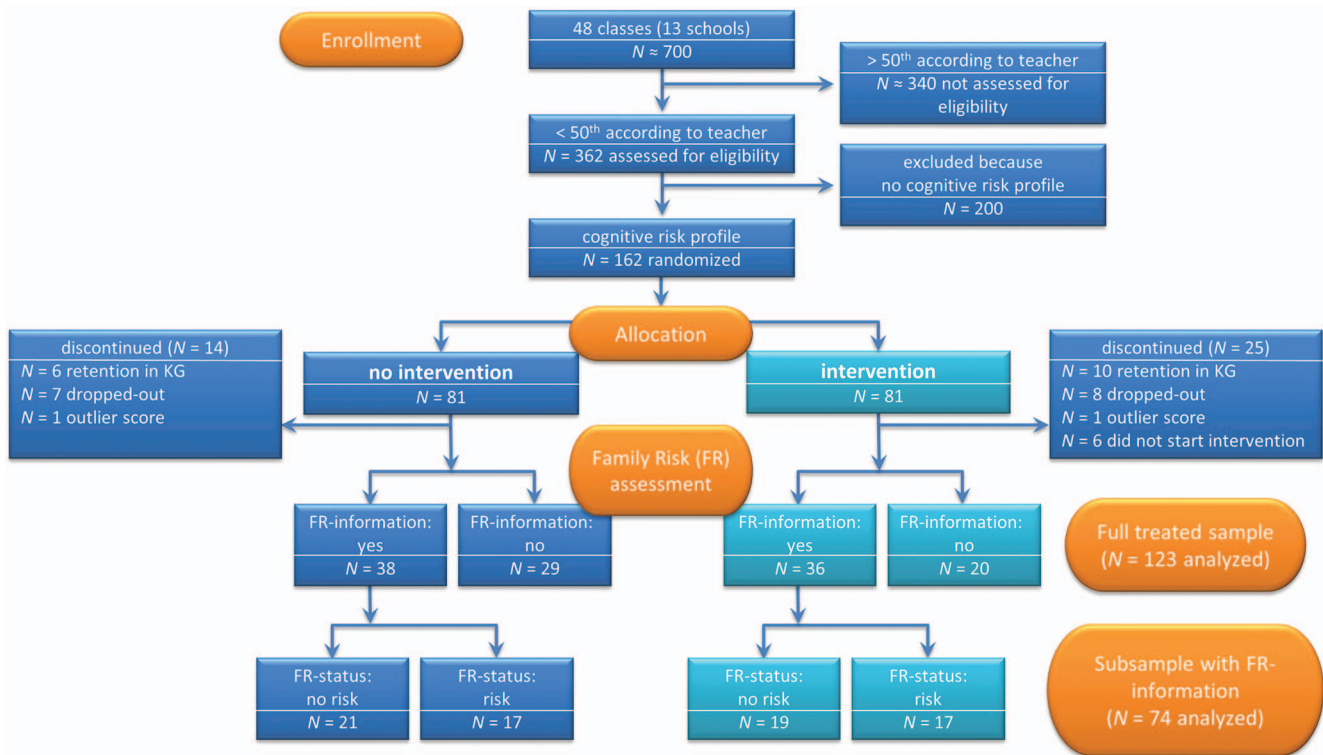 Enrollment
48 classes (13 schools)
N ≈ 700
> 50th according to teacher
N ≈ 340 not assessed for
eligibility
< 50th according to teacher
N = 362 assessed for eligibility
excluded because
no cognitive risk profile
N = 200
cognitive risk profile
N = 162 randomized
Allocation
discontinued (N = 14)
N = 6 retention in KG
N = 7 dropped-out
N = 1 outlier score
no intervention
N = 81
intervention
N = 81
discontinued (N = 25)
N = 10 retention in KG
N = 8 dropped-out
N = 1 outlier score
N = 6 did not start intervention
Family Risk (FR)
assessment
FR-information:
yes
N = 38
FR-information:
no
N = 29
FR-information:
yes
N = 36
FR-information:
no
N = 20
Full treated sample
(N = 123 analyzed)
FR-status:
no risk
N = 21
FR-status:
risk
N = 17
FR-status:
no risk
N = 19
FR-status:
risk
N = 17
Subsample with FR-
information
(N = 74 analyzed)